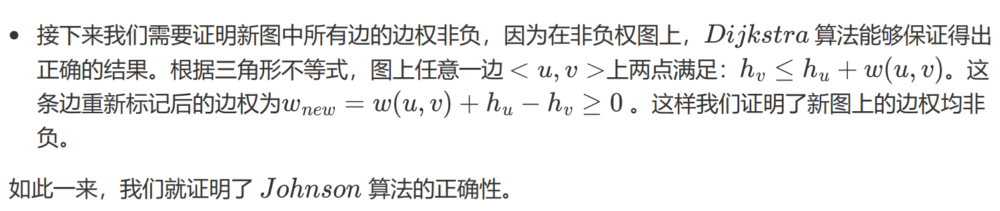 • 接下来我们需要证明新图中所有边的边权非负，因为在非负权图上，Dijkstra 算法能够保证得出
正确的结果。根据三角形不等式，图上任意一边 < u, v >上两点满足：h_v ≤ h_u + w(u, v)。这
条边重新标记后的边权为w_{new} = w(u, v) + h_u − h_v ≥ 0 。这样我们证明了新图上的边权均非
负。
如此一来，我们就证明了 Johnson 算法的正确性。